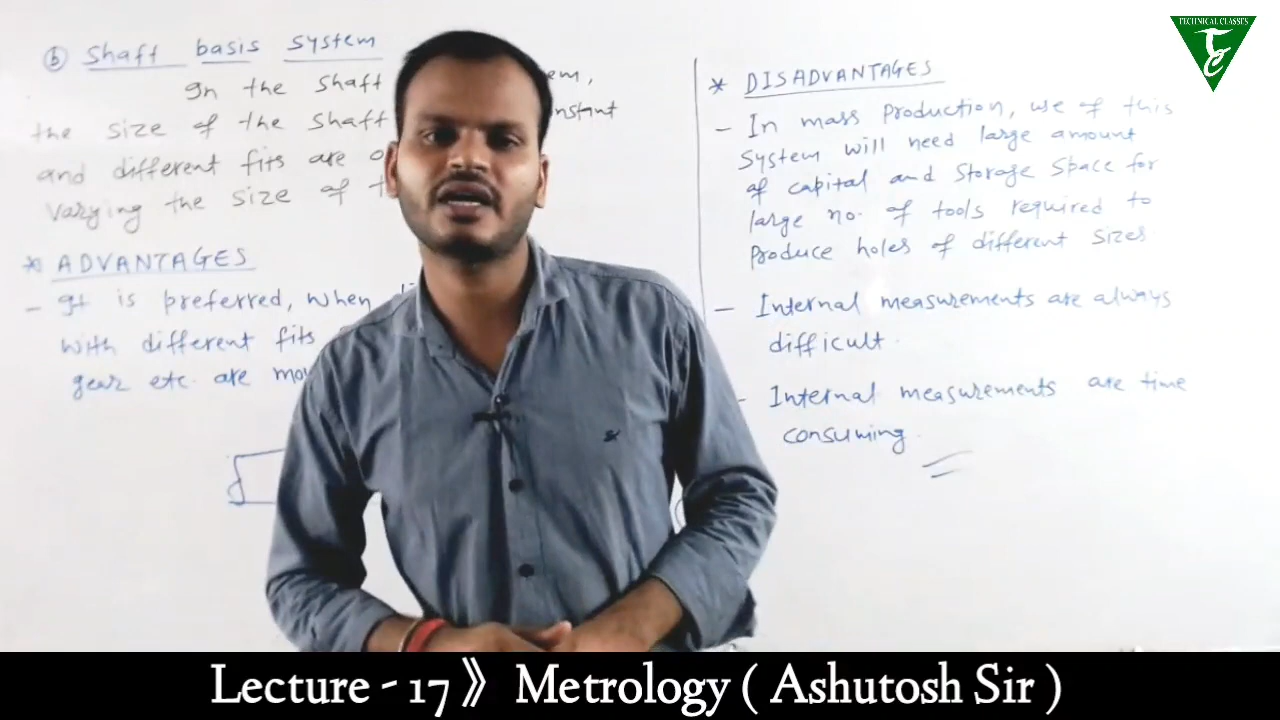 TECHNICAL CLASSES
TC
(b) Shaft basis system
In the Shaft
the size of the Shaft
and different fits are
Varying the size of
* ADVANTAGES
- It is preferred, when
with different fits
gear etc. are
* DISADVANTAGES
- In mass production, use of this
System will need large amount
of capital and storage space for
large no. of tools required to
Produce holes of different sizes
- Internal measurements are always
difficult.
- Internal measurements are time
consuming.
Lecture - 17 》 Metrology ( Ashutosh Sir )